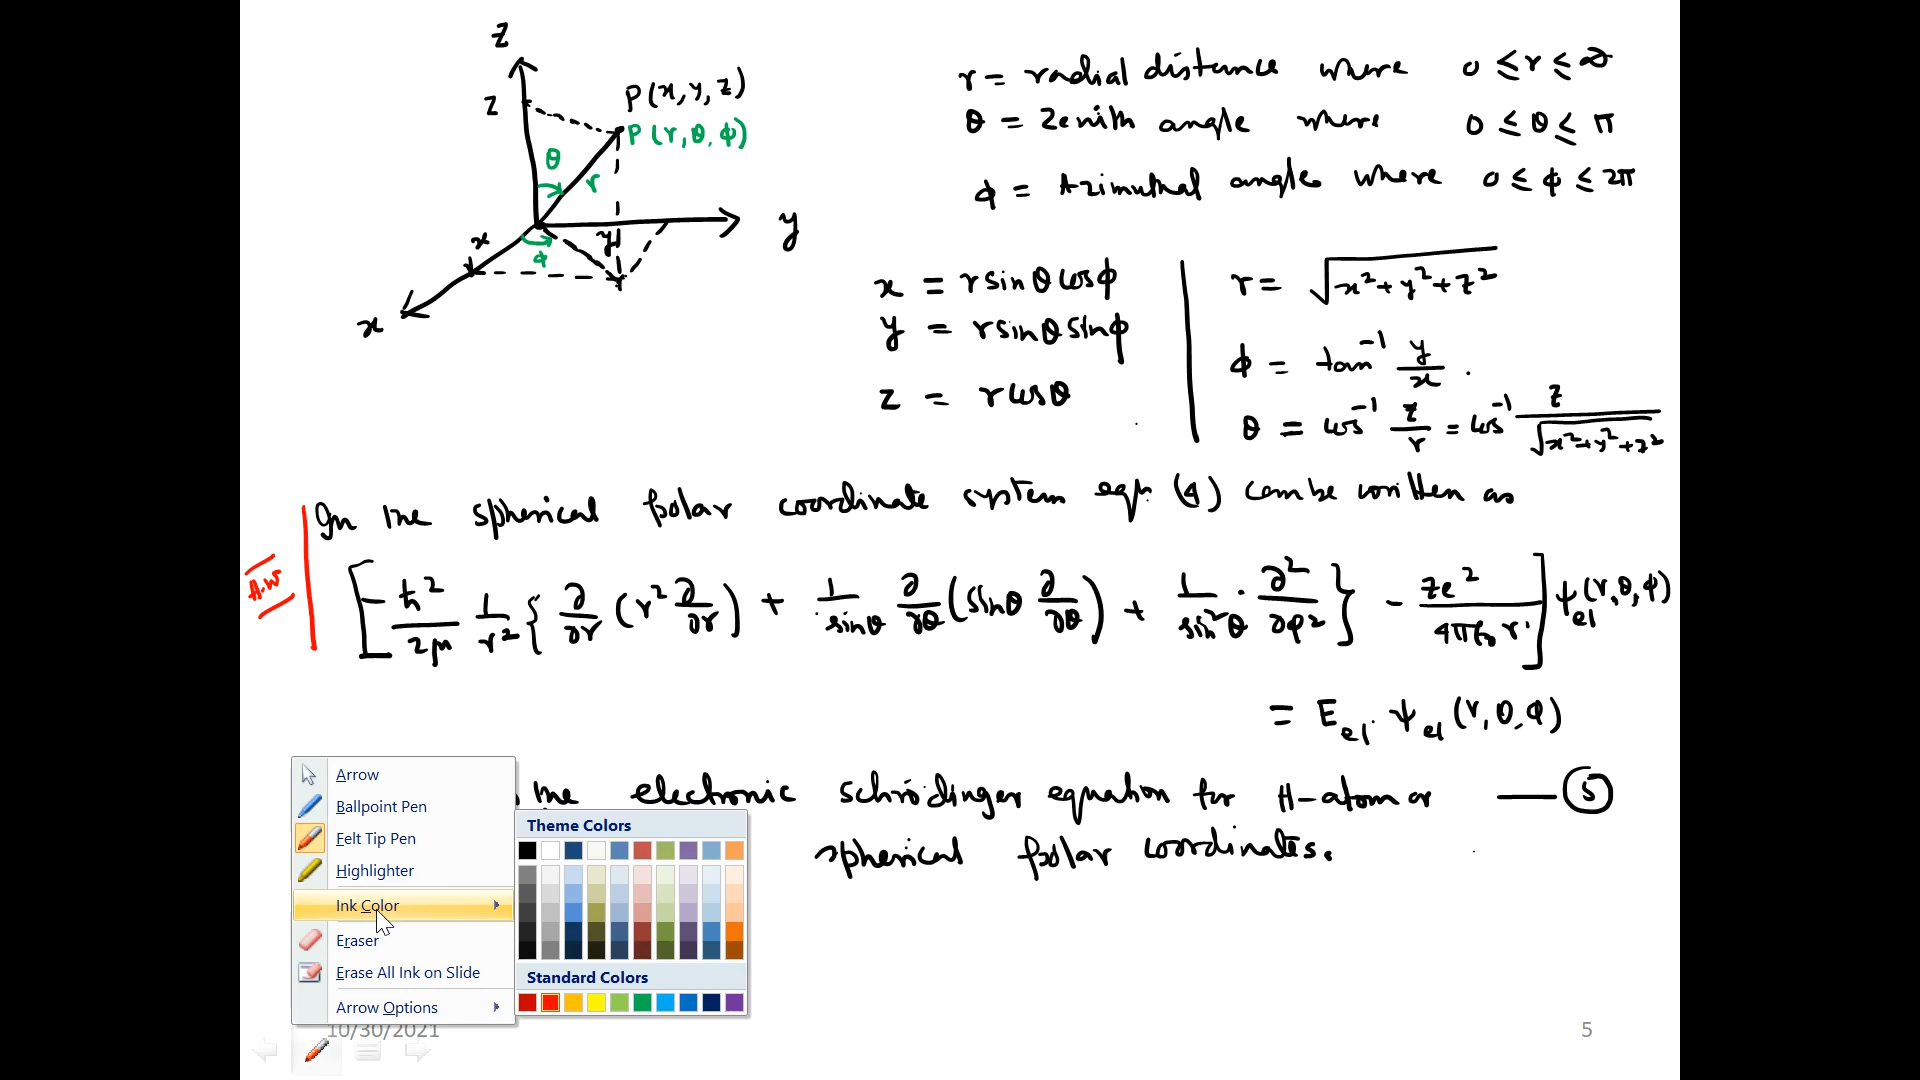 z
z
P(x, y, z)
P(r, θ, φ)
θ
r
y
x
y
φ
x
r = radial distance where 0 ≤ r ≤ ∞
θ = Zenith angle where 0 ≤ θ ≤ π
φ = Azimuthal angle where 0 ≤ φ ≤ 2π
x = r sinθ cosφ
y = r sinθ sinφ
z = r cosθ
r = √(x²+y²+z²)
φ = tan⁻¹ y/x .
θ = cos⁻¹ z/r = cos⁻¹ z/√(x²+y²+z²)
In the spherical polar coordinate system eqn. (4) can be written as
[-ħ²/2μ 1/r² { ∂/∂r (r² ∂/∂r) + 1/sinθ ∂/∂θ (sinθ ∂/∂θ) + 1/sin²θ · ∂²/∂φ² } - Ze²/4πε₀r ] ψel (r, θ, φ)
= Eel. ψel (r, θ, φ)
the electronic schrödinger equation for H-atom — (5)
spherical polar coordinates.
Arrow
Ballpoint Pen
Felt Tip Pen
Highlighter
Ink Color
Eraser
Erase All Ink on Slide
Arrow Options
Theme Colors
Standard Colors
10/30/2021
5